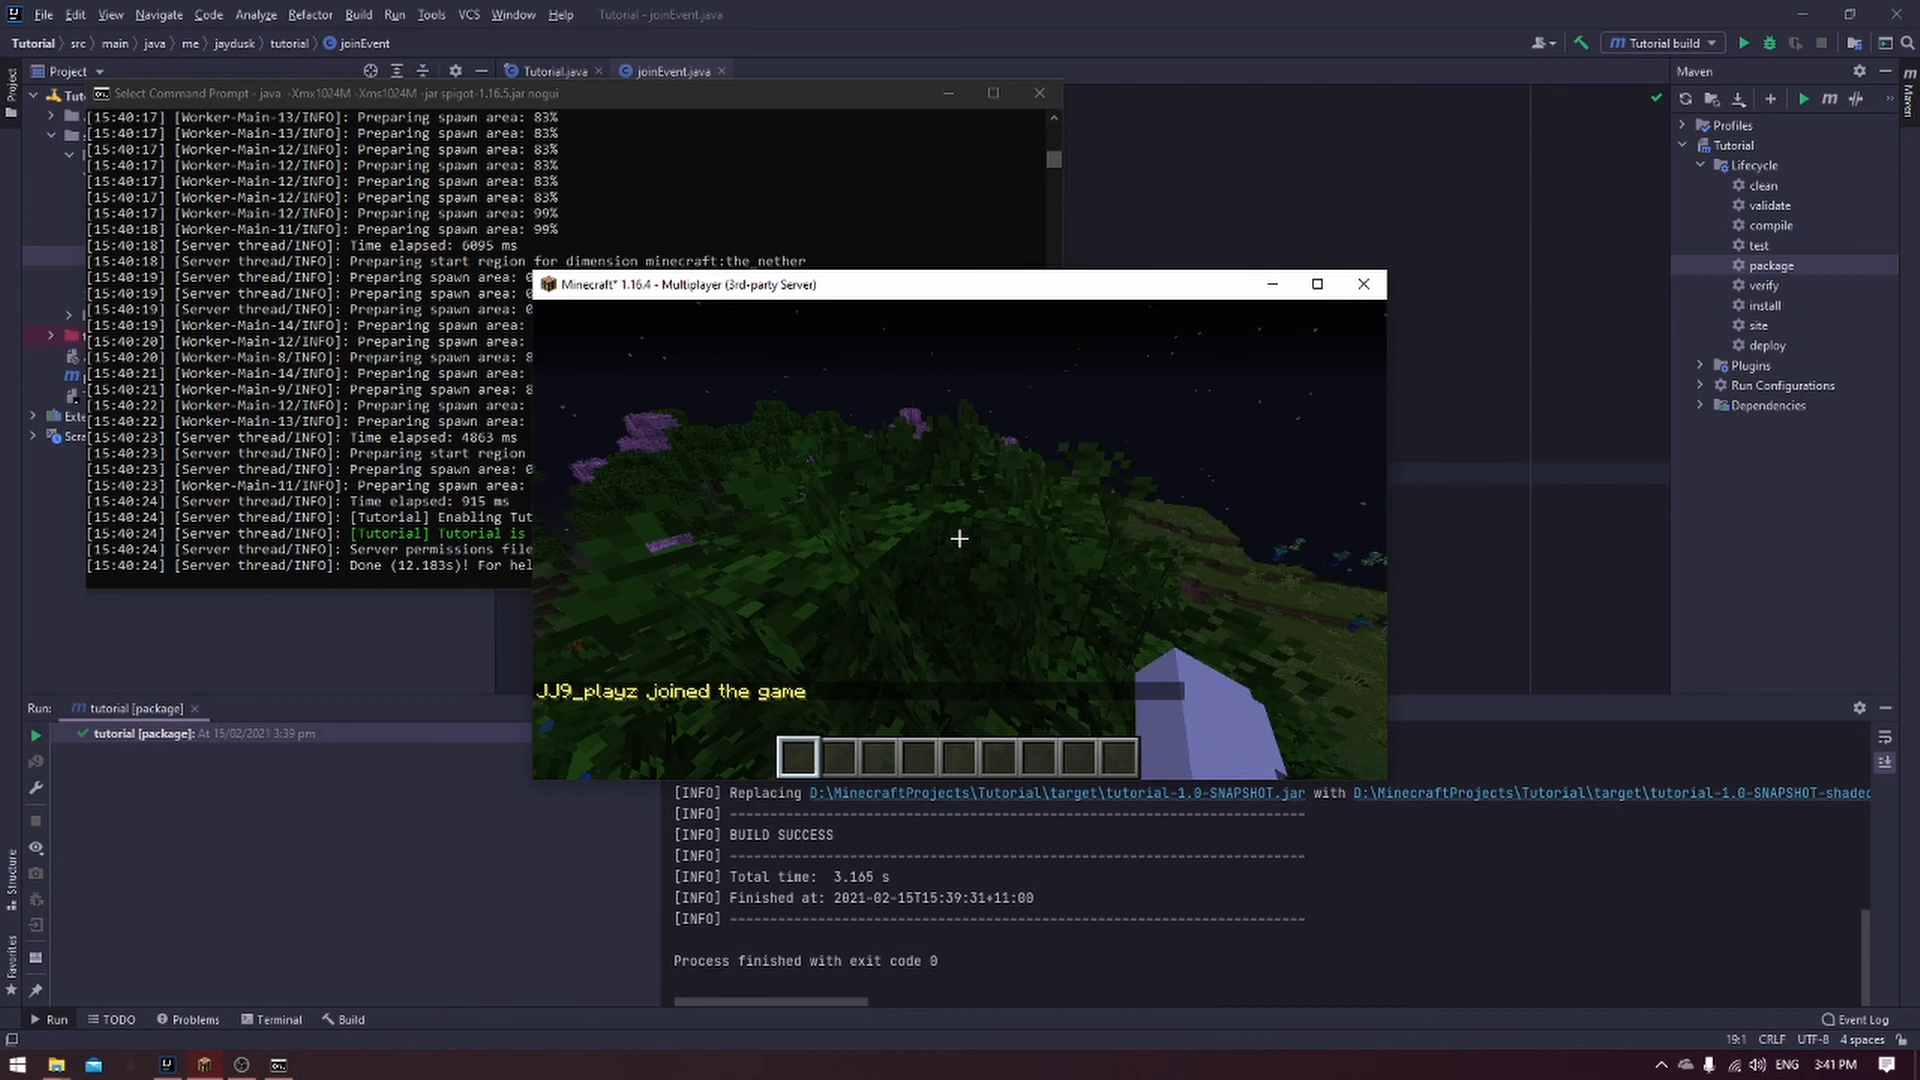 File Edit View Navigate Code Analyze Refactor Build Run Tools VCS Window Help Tutorial - joinEvent.java
Tutorial src main java me jaydusk tutorial joinEvent
Tutorial build
Project
Tutorial.java
joinEvent.java
Maven
Project
Maven
Tut
Select Command Prompt - java -Xmx1024M -Xms1024M -jar spigot-1.16.5.jar nogui
[15:40:17] [Worker-Main-13/INFO]: Preparing spawn area: 83%
[15:40:17] [Worker-Main-13/INFO]: Preparing spawn area: 83%
[15:40:17] [Worker-Main-12/INFO]: Preparing spawn area: 83%
[15:40:17] [Worker-Main-12/INFO]: Preparing spawn area: 83%
[15:40:17] [Worker-Main-12/INFO]: Preparing spawn area: 83%
[15:40:17] [Worker-Main-12/INFO]: Preparing spawn area: 83%
[15:40:17] [Worker-Main-12/INFO]: Preparing spawn area: 99%
[15:40:18] [Worker-Main-11/INFO]: Preparing spawn area: 99%
[15:40:18] [Server thread/INFO]: Time elapsed: 6095 ms
[15:40:18] [Server thread/INFO]: Preparing start region for dimension minecraft:the_nether
[15:40:19] [Server thread/INFO]: Preparing spawn area: 0
[15:40:19] [Server thread/INFO]: Preparing spawn area: 0
[15:40:19] [Server thread/INFO]: Preparing spawn area: 0
[15:40:19] [Worker-Main-14/INFO]: Preparing spawn area:
[15:40:20] [Worker-Main-12/INFO]: Preparing spawn area:
[15:40:20] [Worker-Main-8/INFO]: Preparing spawn area: 8
[15:40:21] [Worker-Main-14/INFO]: Preparing spawn area:
[15:40:21] [Worker-Main-9/INFO]: Preparing spawn area: 8
[15:40:22] [Worker-Main-12/INFO]: Preparing spawn area:
[15:40:22] [Worker-Main-13/INFO]: Preparing spawn area:
[15:40:23] [Server thread/INFO]: Time elapsed: 4863 ms
[15:40:23] [Server thread/INFO]: Preparing start region
[15:40:23] [Server thread/INFO]: Preparing spawn area: 0
[15:40:23] [Worker-Main-11/INFO]: Preparing spawn area:
[15:40:24] [Server thread/INFO]: Time elapsed: 915 ms
[15:40:24] [Server thread/INFO]: [Tutorial] Enabling Tut
[15:40:24] [Server thread/INFO]: [Tutorial] Tutorial is
[15:40:24] [Server thread/INFO]: Server permissions file
[15:40:24] [Server thread/INFO]: Done (12.183s)! For hel
Exte
Scra
Minecraft* 1.16.4 - Multiplayer (3rd-party Server)
JJ9_playz joined the game
Profiles
Tutorial
Lifecycle
clean
validate
compile
test
package
verify
install
site
deploy
Plugins
Run Configurations
Dependencies
Run: tutorial [package]
tutorial [package]: At 15/02/2021 3:39 pm
[INFO] Replacing D:\MinecraftProjects\Tutorial\target\tutorial-1.0-SNAPSHOT.jar with D:\MinecraftProjects\Tutorial\target\tutorial-1.0-SNAPSHOT-shaded
[INFO] ------------------------------------------------------------------------
[INFO] BUILD SUCCESS
[INFO] ------------------------------------------------------------------------
[INFO] Total time: 3.165 s
[INFO] Finished at: 2021-02-15T15:39:31+11:00
[INFO] ------------------------------------------------------------------------
Process finished with exit code 0
Structure
Favorites
Run TODO Problems Terminal Build
Event Log
19:1 CRLF UTF-8 4 spaces
ENG 3:41 PM